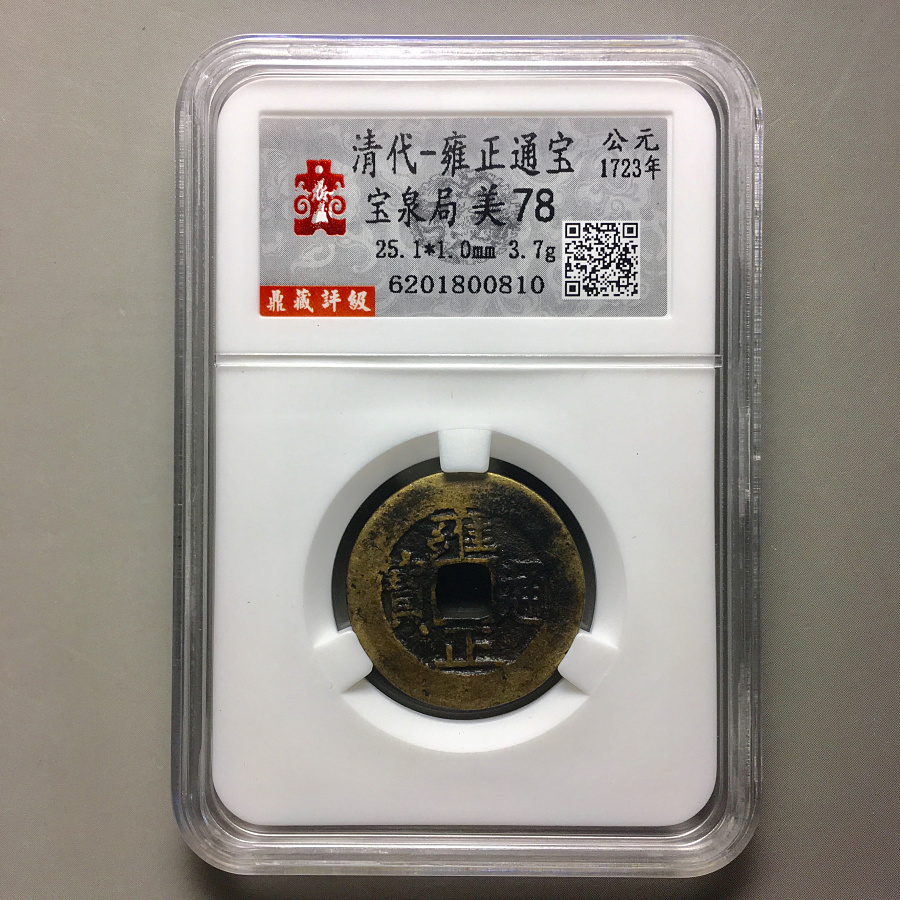 清代-雍正通宝
公元
1723年
宝泉局 美78
25.1*1.0mm 3.7g
6201800810
鼎藏評級
雍正通寳